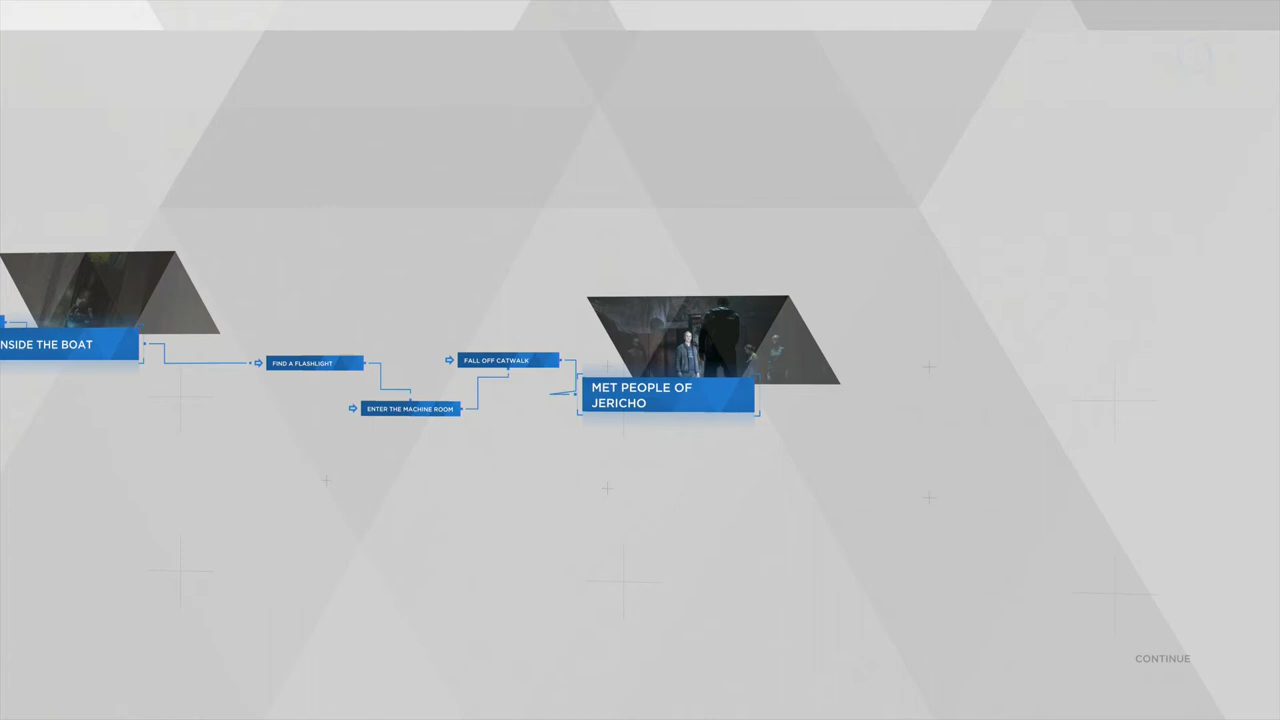 NSIDE THE BOAT
FIND A FLASHLIGHT
ENTER THE MACHINE ROOM
FALL OFF CATWALK
MET PEOPLE OF
JERICHO
CONTINUE